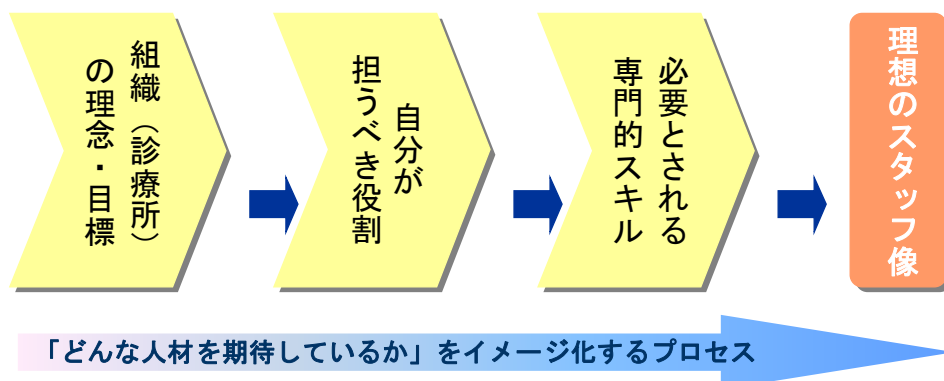 組織（診療所）
の理念・目標
自分が
担うべき役割
必要とされる
専門的スキル
理想のスタッフ像
「どんな人材を期待しているか」をイメージ化するプロセス